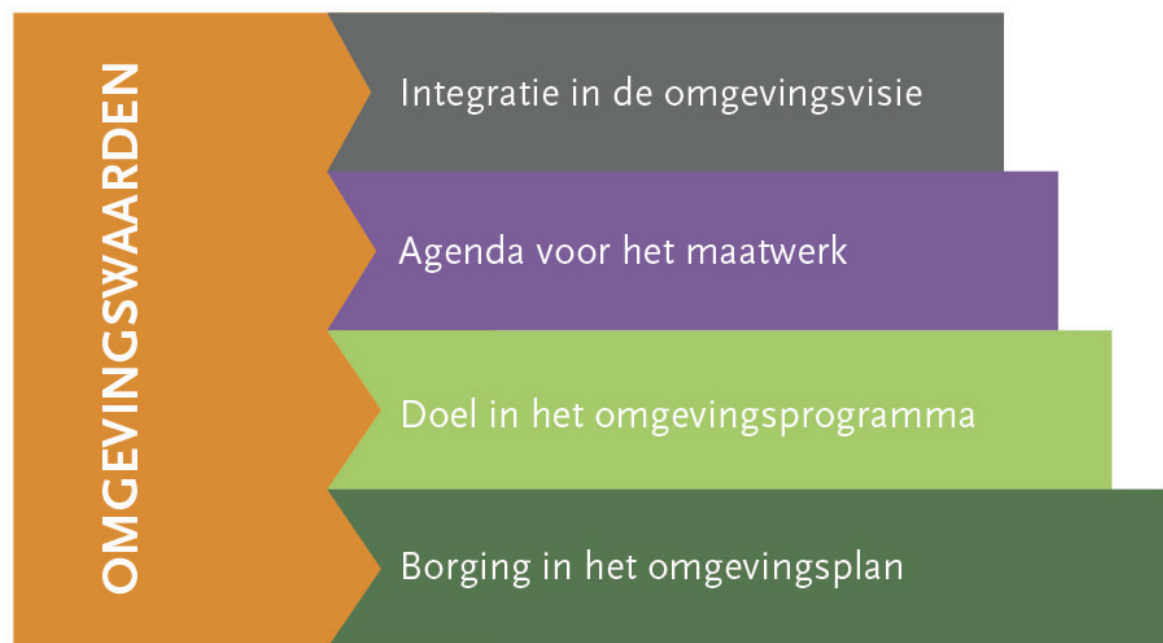 OMGEVINGSWAARDEN
Integratie in de omgevingsvisie
Agenda voor het maatwerk
Doel in het omgevingsprogramma
Borging in het omgevingsplan